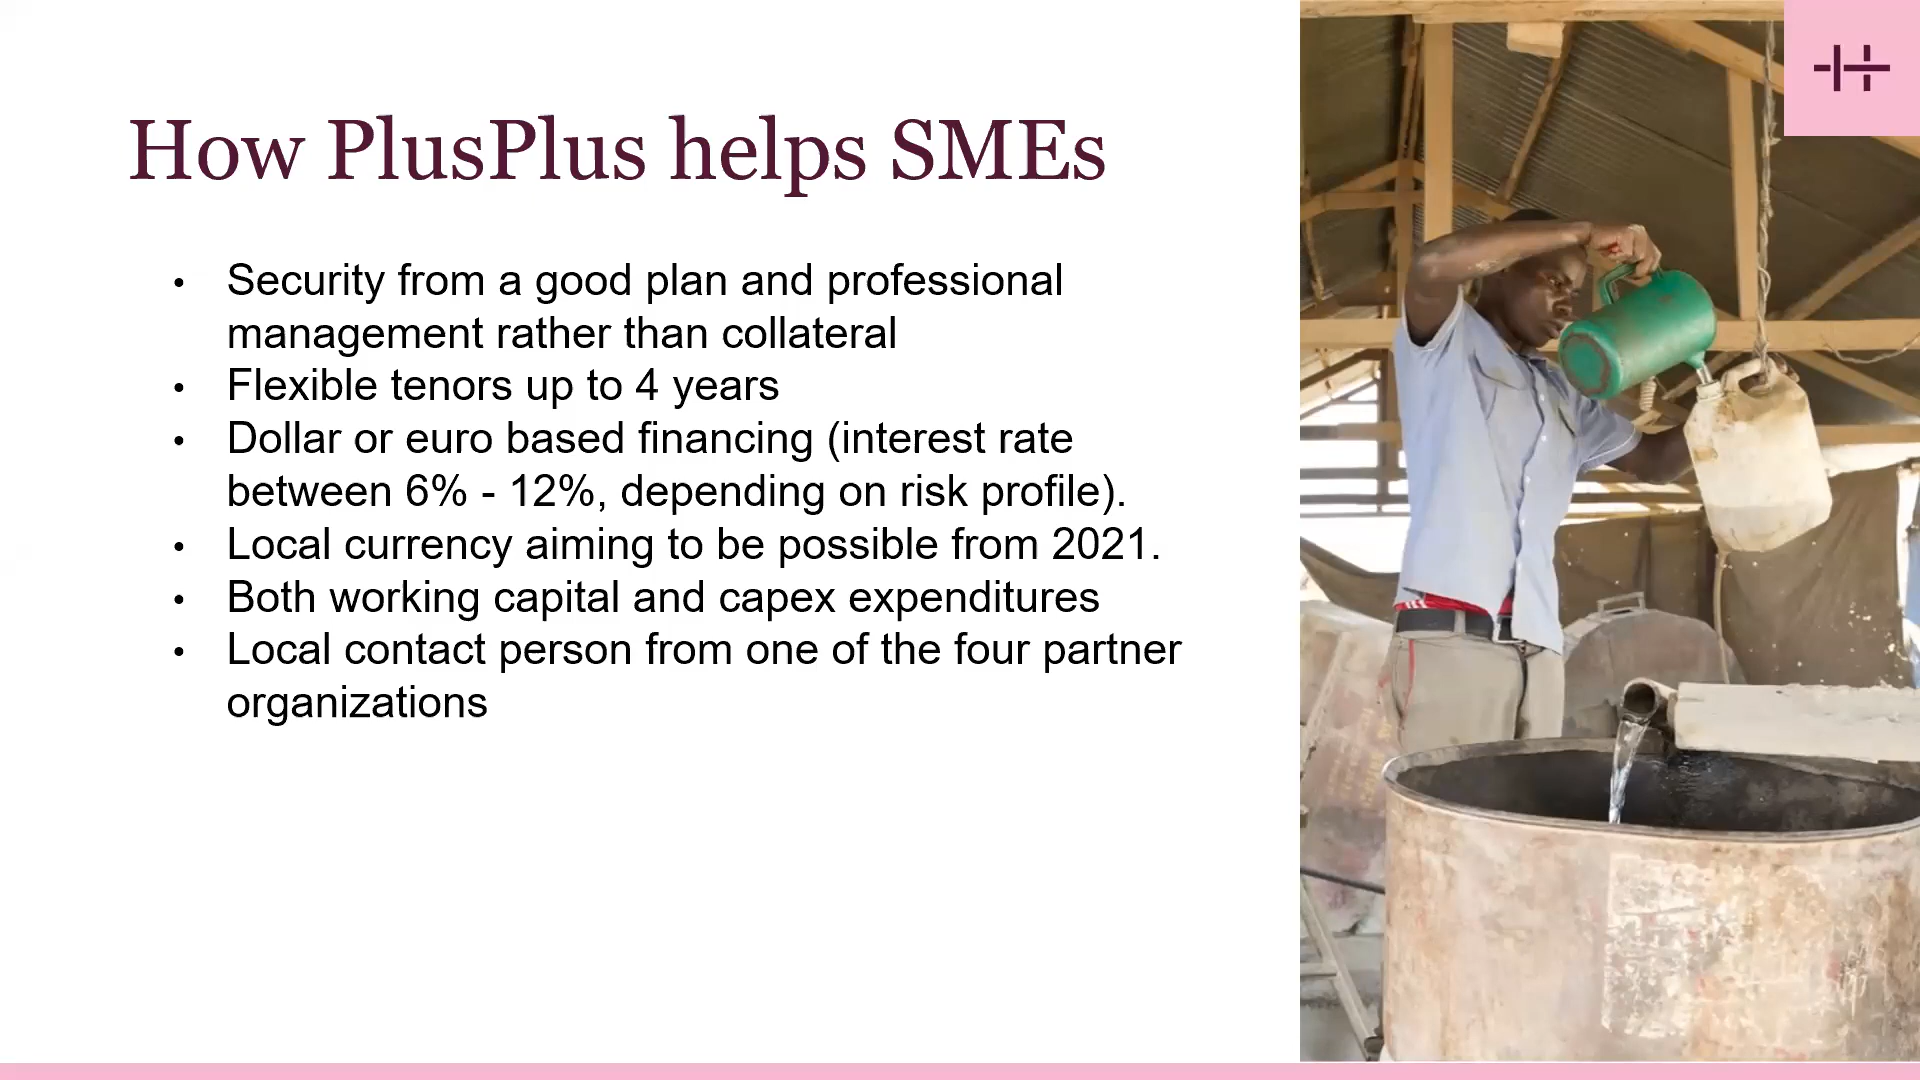 How PlusPlus helps SMEs
• Security from a good plan and professional
management rather than collateral
• Flexible tenors up to 4 years
• Dollar or euro based financing (interest rate
between 6% - 12%, depending on risk profile).
• Local currency aiming to be possible from 2021.
• Both working capital and capex expenditures
• Local contact person from one of the four partner
organizations